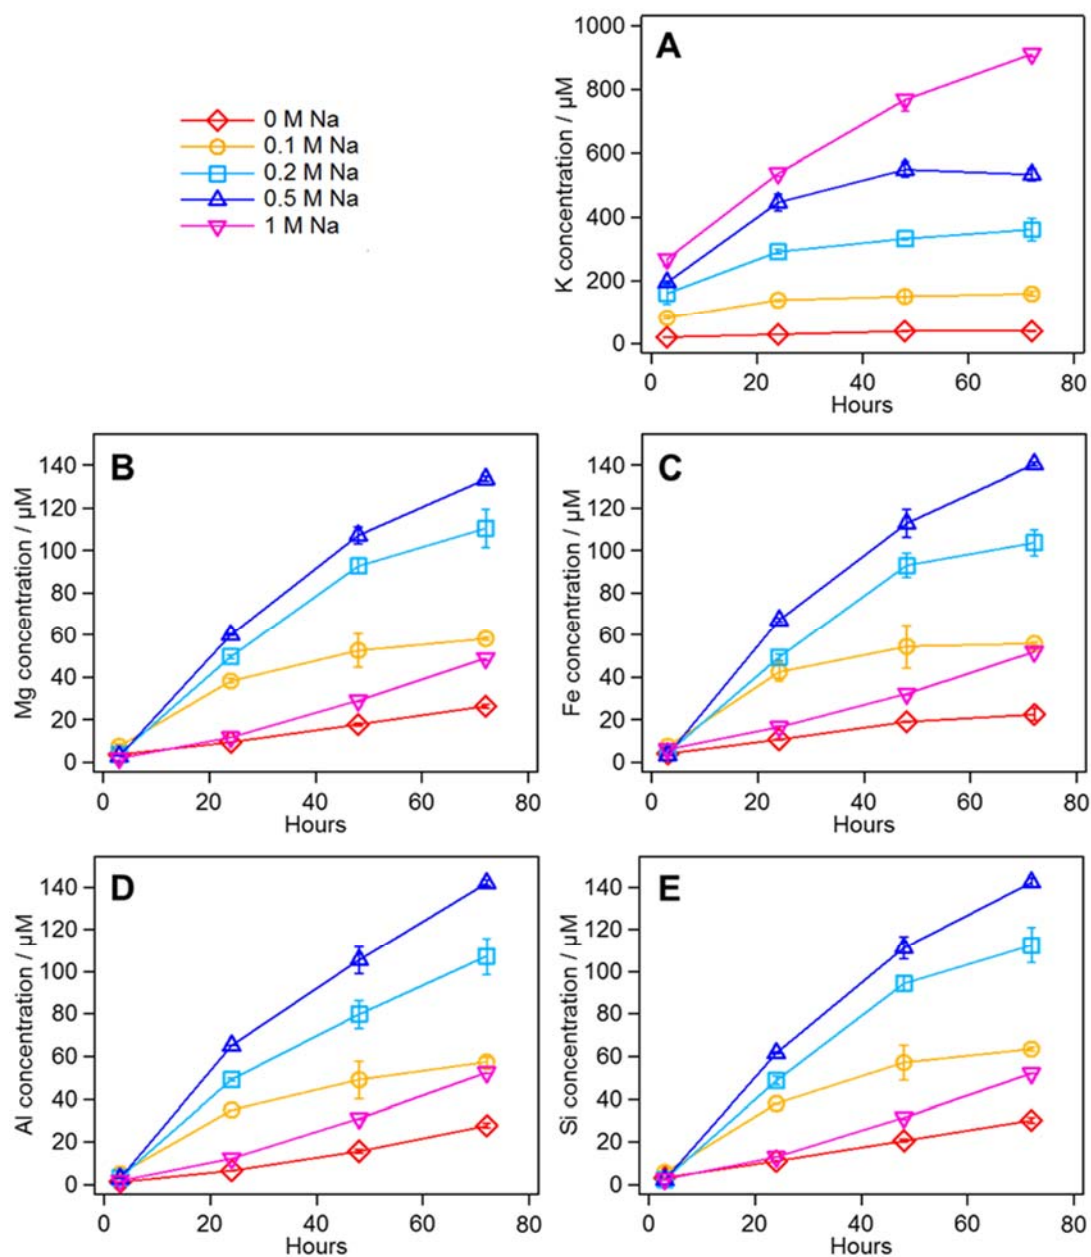 0 M Na
0.1 M Na
0.2 M Na
0.5 M Na
1 M Na
A
K concentration / µM
1000
800
600
400
200
0
0 20 40 60 80
Hours
B
Mg concentration / µM
140
120
100
80
60
40
20
0
0 20 40 60 80
Hours
C
Fe concentration / µM
140
120
100
80
60
40
20
0
0 20 40 60 80
Hours
D
Al concentration / µM
140
120
100
80
60
40
20
0
0 20 40 60 80
Hours
E
Si concentration / µM
140
120
100
80
60
40
20
0
0 20 40 60 80
Hours